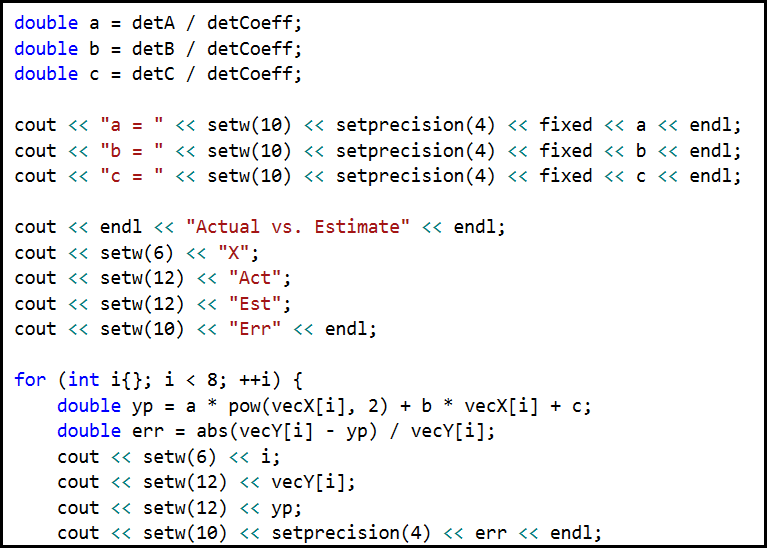 double a = detA / detCoeff;
double b = detB / detCoeff;
double c = detC / detCoeff;
cout << "a = " << setw(10) << setprecision(4) << fixed << a << endl;
cout << "b = " << setw(10) << setprecision(4) << fixed << b << endl;
cout << "c = " << setw(10) << setprecision(4) << fixed << c << endl;
cout << endl << "Actual vs. Estimate" << endl;
cout << setw(6) << "X";
cout << setw(12) << "Act";
cout << setw(12) << "Est";
cout << setw(10) << "Err" << endl;
for (int i{}; i < 8; ++i) {
    double yp = a * pow(vecX[i], 2) + b * vecX[i] + c;
    double err = abs(vecY[i] - yp) / vecY[i];
    cout << setw(6) << i;
    cout << setw(12) << vecY[i];
    cout << setw(12) << yp;
    cout << setw(10) << setprecision(4) << err << endl;